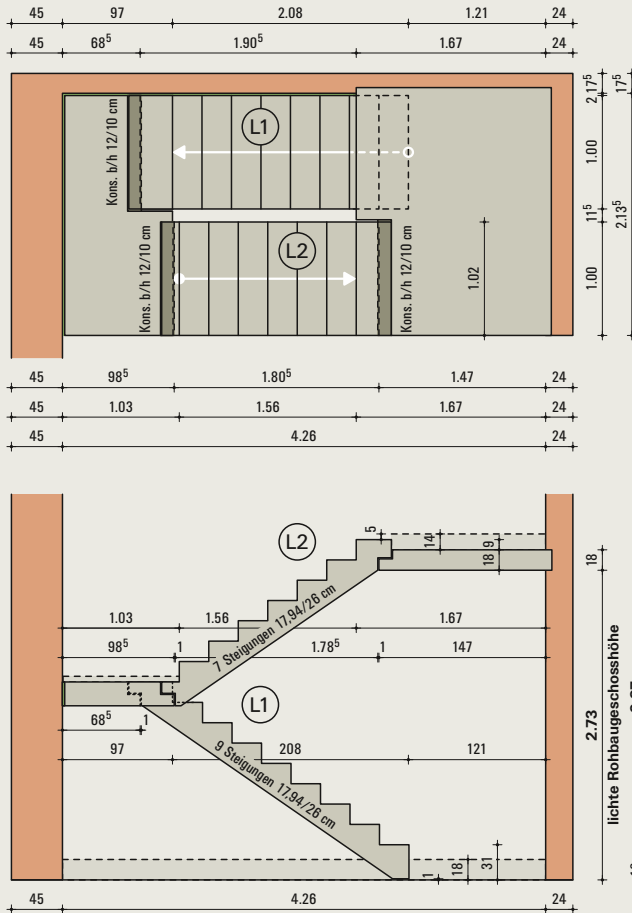 45 97 2.08 1.21 24
45 68⁵ 1.90⁵ 1.67 24
Kons. b/h 12/10 cm
L1
Kons. b/h 12/10 cm
L2
Kons. b/h 12/10 cm
1.02
2.17⁵ 17⁵
1.00
11⁵ 2.13⁵
1.00
45 98⁵ 1.80⁵ 1.47 24
45 1.03 1.56 1.67 24
45 4.26 24
L2
5 14 18 9 18
7 Steigungen 17,94/26 cm
1.03 1.56 1.67
98⁵ 1 1.78⁵ 1 147
L1
68⁵ 1
97 208 121
9 Steigungen 17,94/26 cm
2.73
lichte Rohbaugeschosshöhe
1 18 31
45 4.26 24